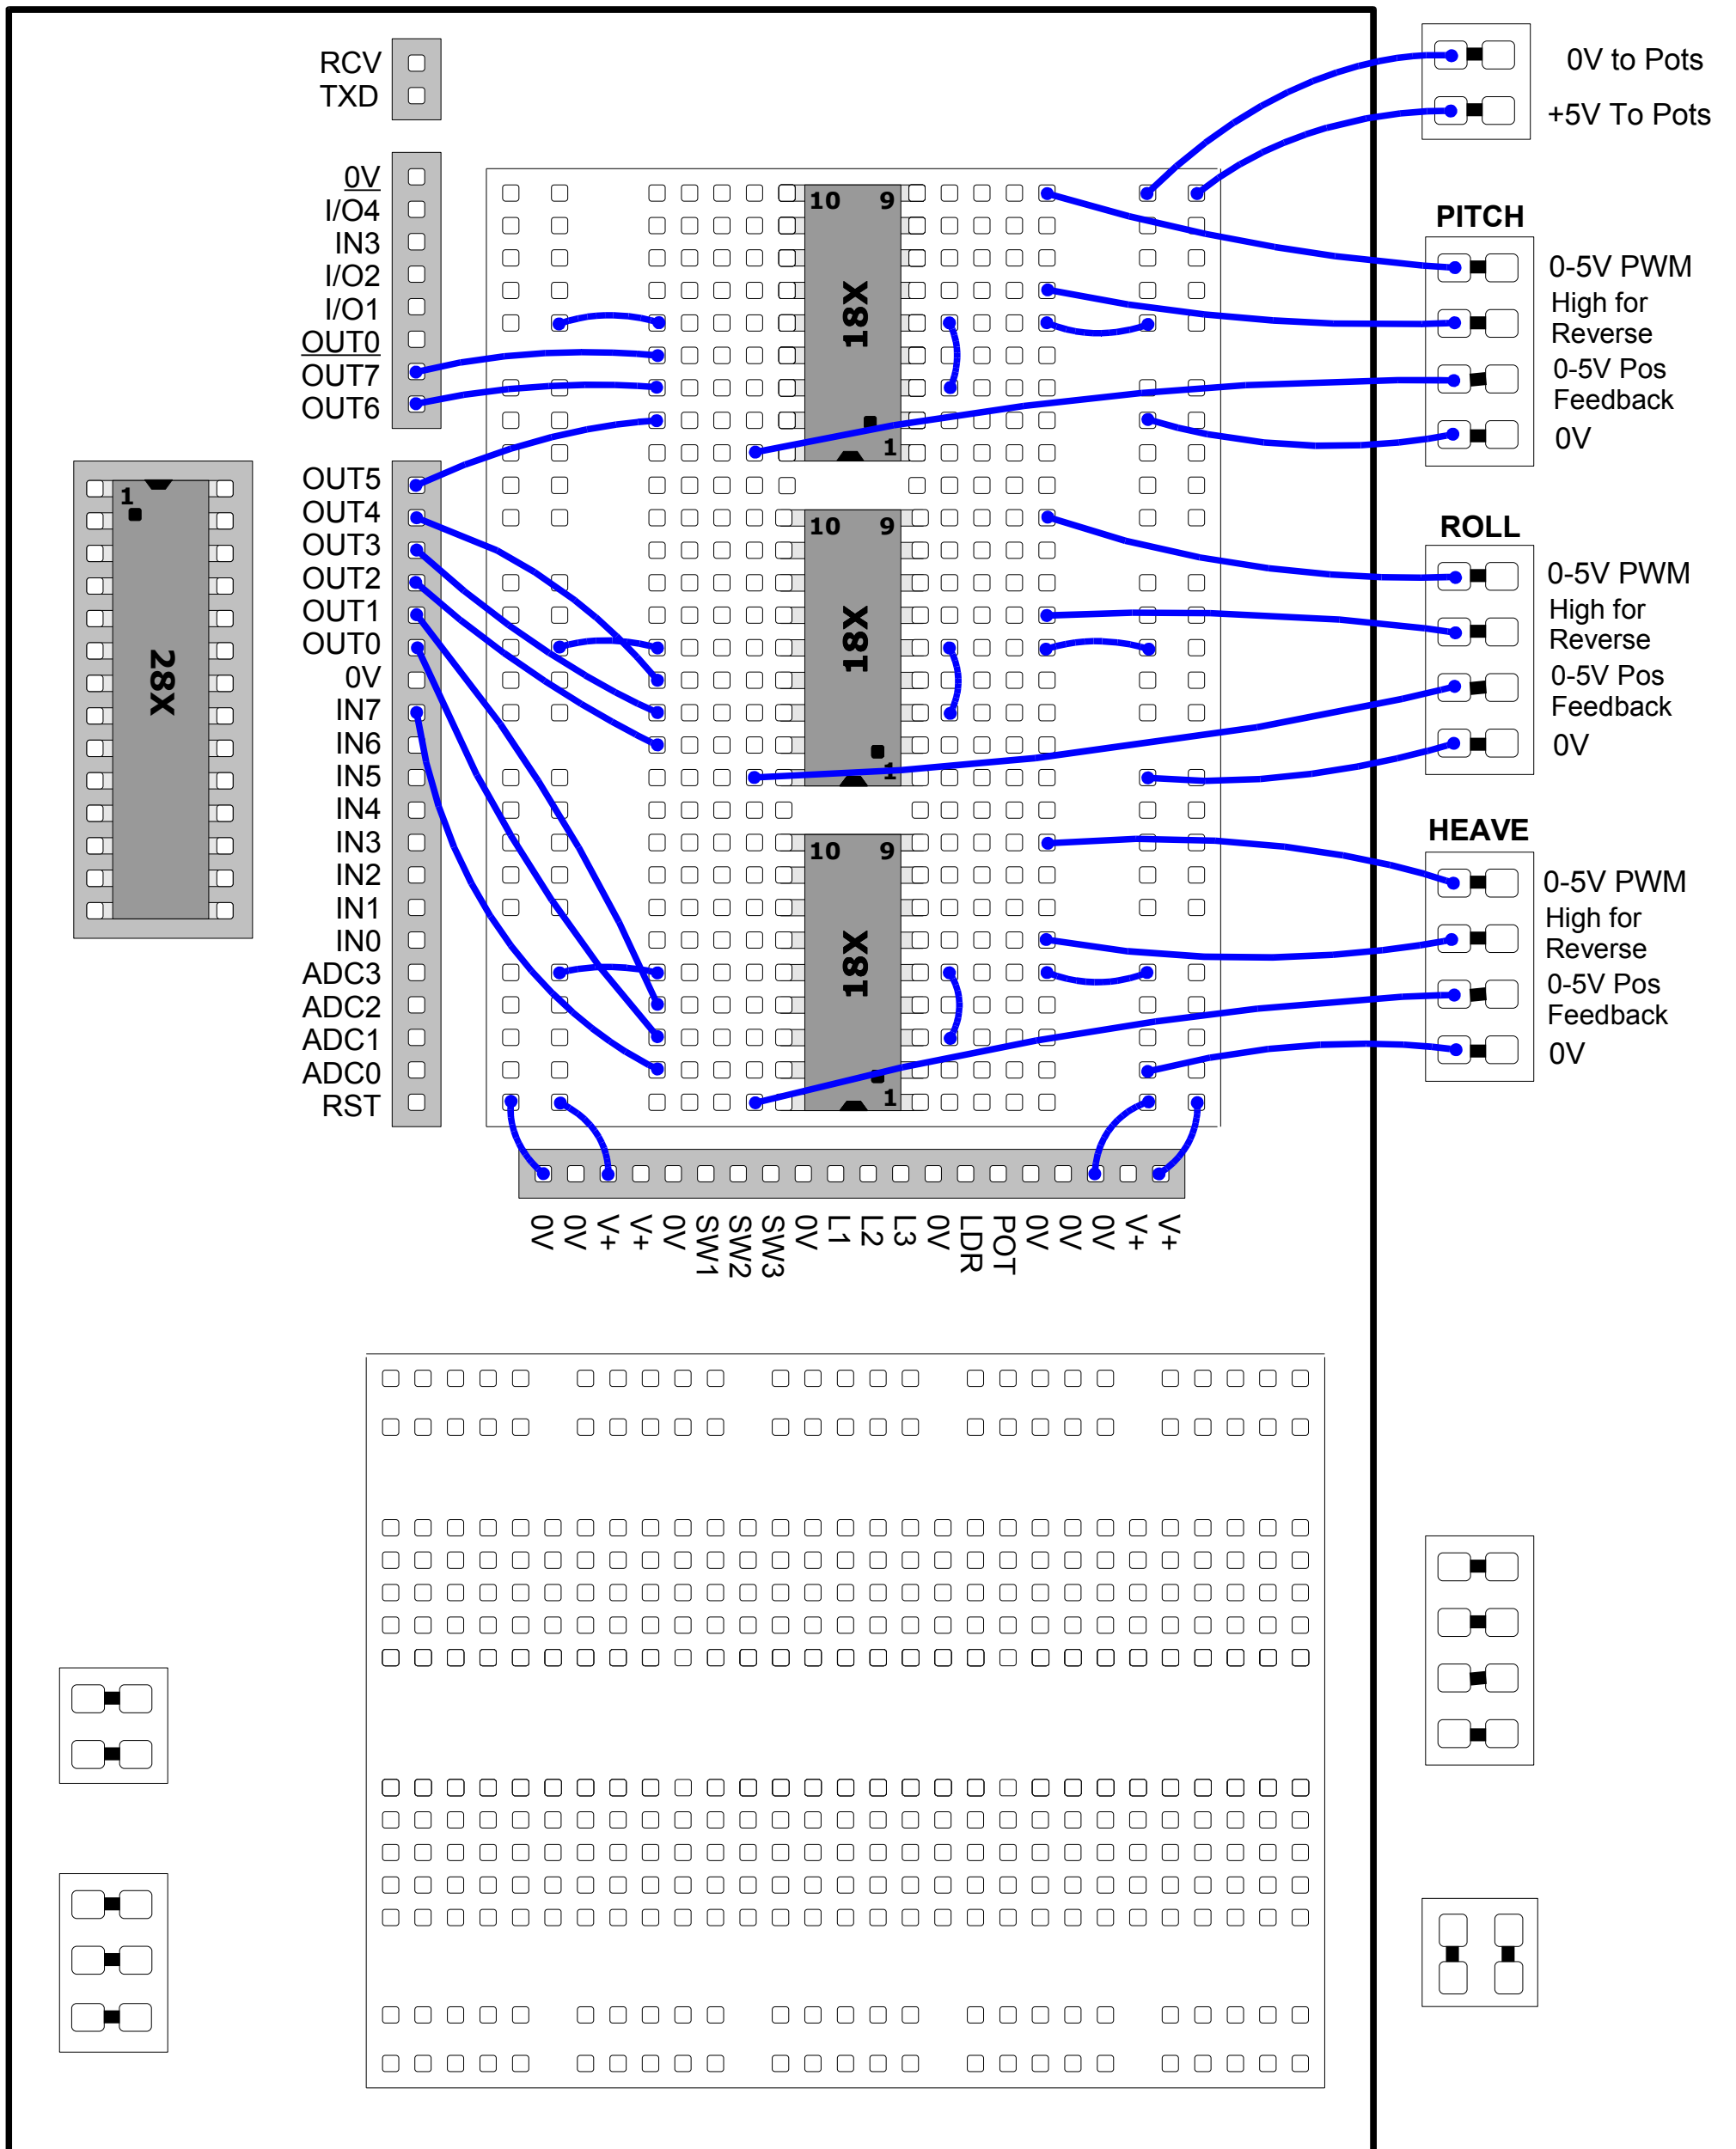 RCV
TXD
0V
I/O4
IN3
I/O2
I/O1
OUT0
OUT7
OUT6
OUT5
OUT4
OUT3
OUT2
OUT1
OUT0
0V
IN7
IN6
IN5
IN4
IN3
IN2
IN1
IN0
ADC3
ADC2
ADC1
ADC0
RST
1
28X
10 9
18X
1
10 9
18X
1
10 9
18X
1
0V
0V
V+
V+
0V
SW1
SW2
SW3
0V
L1
L2
L3
0V
LDR
POT
0V
0V
0V
V+
V+
0V to Pots
+5V To Pots
PITCH
0-5V PWM
High for
Reverse
0-5V Pos
Feedback
0V
ROLL
0-5V PWM
High for
Reverse
0-5V Pos
Feedback
0V
HEAVE
0-5V PWM
High for
Reverse
0-5V Pos
Feedback
0V